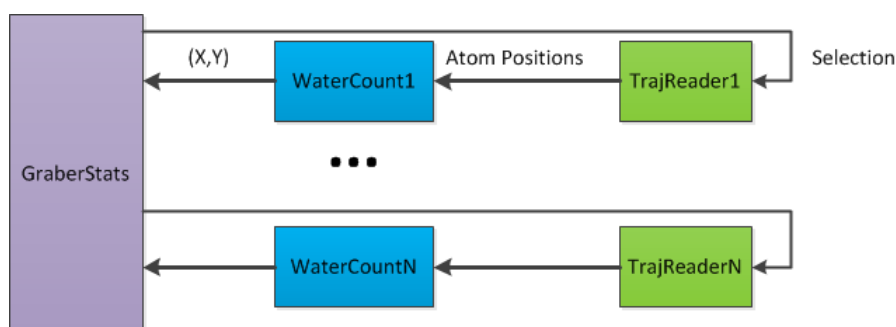 (X,Y)
WaterCount1
Atom Positions
TrajReader1
Selection
...
GraberStats
WaterCountN
TrajReaderN